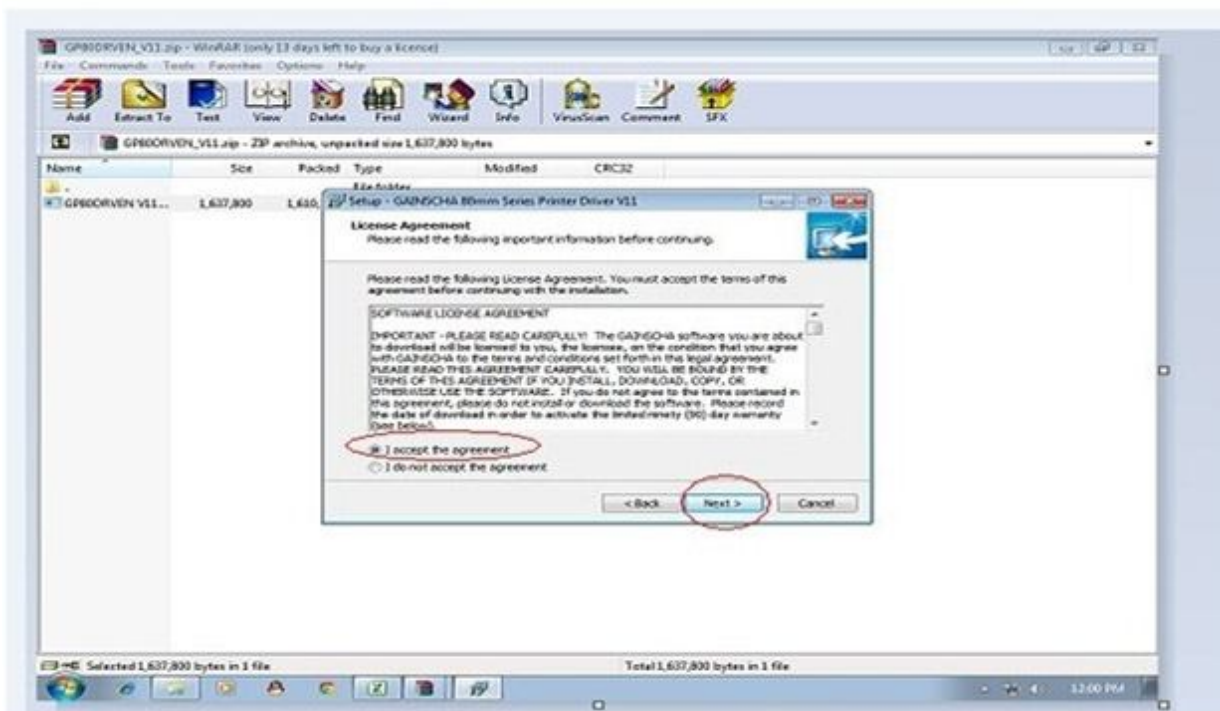 GP80DRVEN_V11.zip - WinRAR (only 13 days left to buy a licence)
File Commands Tools Favorites Options Help
Add Extract To Test View Delete Find Wizard Info VirusScan Comment SFX
GP80DRVEN_V11.zip - ZIP archive, unpacked size 1,637,800 bytes
Name Size Packed Type Modified CRC32
. File folder
GP80DRVEN V11... 1,637,800 1,610,
Setup - GAINSCHA 80mm Series Printer Driver V11
License Agreement
Please read the following important information before continuing.
Please read the following License Agreement. You must accept the terms of this
agreement before continuing with the installation.
SOFTWARE LICENSE AGREEMENT
IMPORTANT - PLEASE READ CAREFULLY! The GAINSCHA software you are about
to download will be licensed to you, the licensee, on the condition that you agree
with GAINSCHA to the terms and conditions set forth in this legal agreement.
PLEASE READ THIS AGREEMENT CAREFULLY. YOU WILL BE BOUND BY THE
TERMS OF THIS AGREEMENT IF YOU INSTALL, DOWNLOAD, COPY, OR
OTHERWISE USE THE SOFTWARE. If you do not agree to the terms contained in
this agreement, please do not install or download the software. Please record
the date of download in order to activate the limited ninety (90) day warranty
(see below).
I accept the agreement
I do not accept the agreement
< Back Next > Cancel
Selected 1,637,800 bytes in 1 file Total 1,637,800 bytes in 1 file
12:00 PM